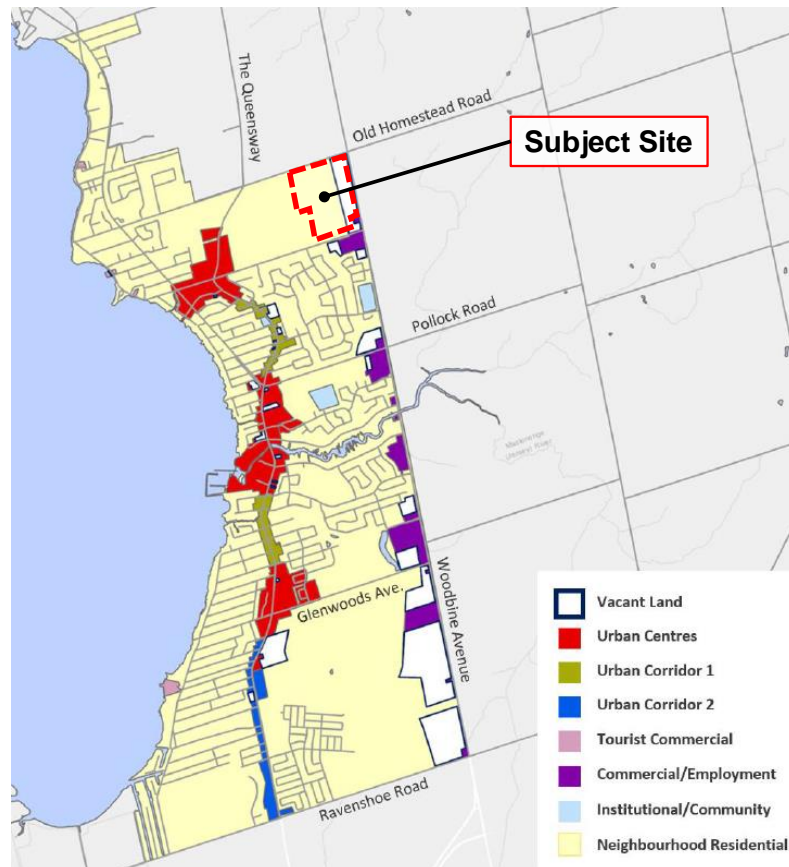 The Queensway
Old Homestead Road
Subject Site
Pollock Road
Woodbine Avenue
Glenwoods Ave.
Ravenshoe Road
Vacant Land
Urban Centres
Urban Corridor 1
Urban Corridor 2
Tourist Commercial
Commercial/Employment
Institutional/Community
Neighbourhood Residential